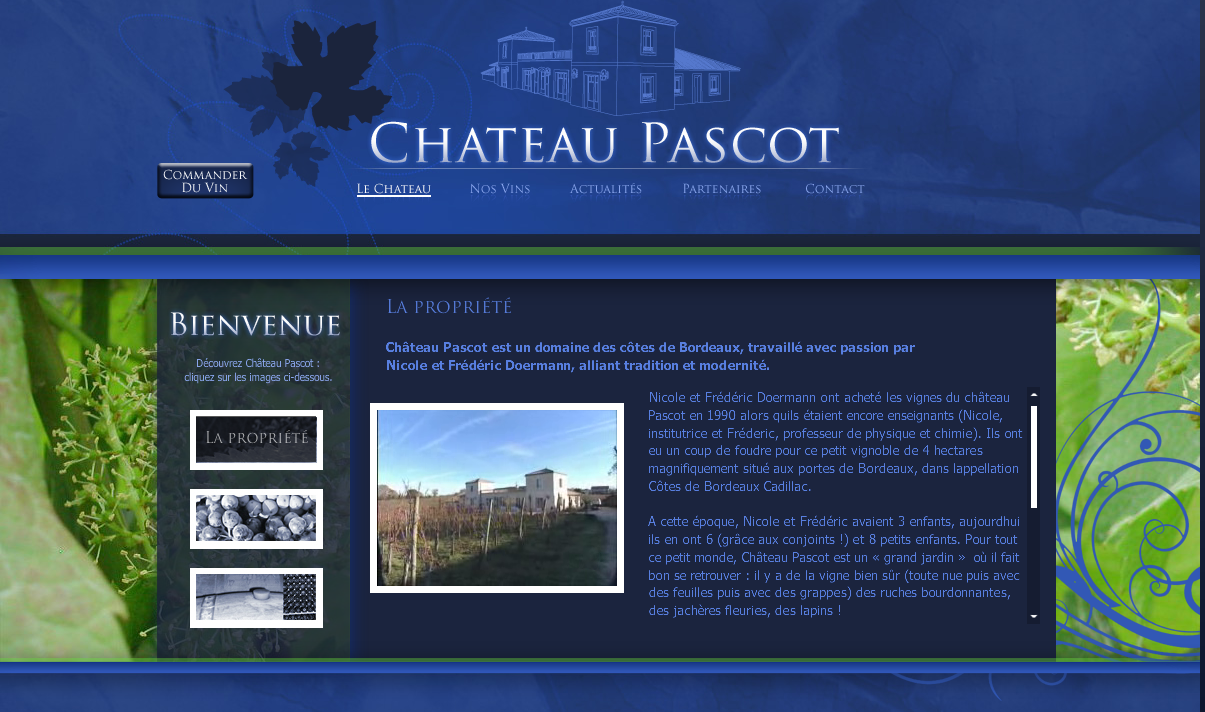 CHATEAU PASCOT
COMMANDER
DU VIN
LE CHATEAU
NOS VINS
ACTUALITÉS
PARTENAIRES
CONTACT
BIENVENUE
Découvrez Château Pascot :
cliquez sur les images ci-dessous.
LA PROPRIÉTÉ
LA PROPRIÉTÉ
Château Pascot est un domaine des côtes de Bordeaux, travaillé avec passion par
Nicole et Frédéric Doermann, alliant tradition et modernité.
Nicole et Frédéric Doermann ont acheté les vignes du château
Pascot en 1990 alors quils étaient encore enseignants (Nicole,
institutrice et Fréderic, professeur de physique et chimie). Ils ont
eu un coup de foudre pour ce petit vignoble de 4 hectares
magnifiquement situé aux portes de Bordeaux, dans lappellation
Côtes de Bordeaux Cadillac.
A cette époque, Nicole et Frédéric avaient 3 enfants, aujourdhui
ils en ont 6 (grâce aux conjoints !) et 8 petits enfants. Pour tout
ce petit monde, Château Pascot est un « grand jardin » où il fait
bon se retrouver : il y a de la vigne bien sûr (toute nue puis avec
des feuilles puis avec des grappes) des ruches bourdonnantes,
des jachères fleuries, des lapins !